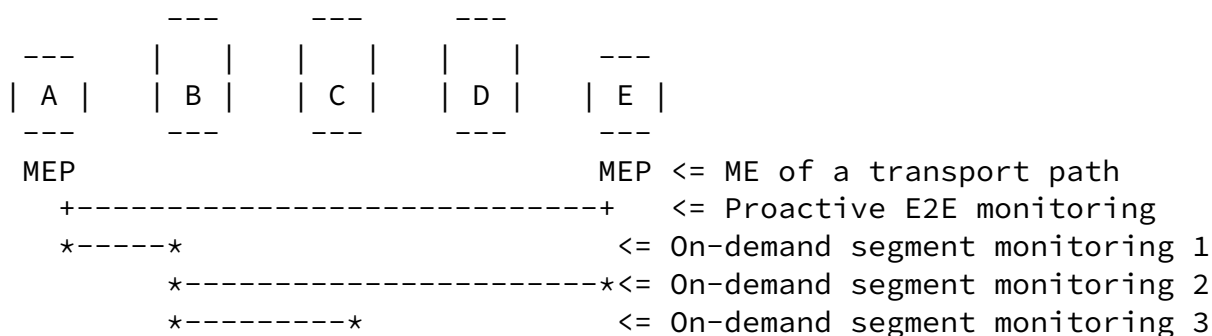 ---     ---     ---
 ---     |   |   |   |   |   |     ---
| A |    | B |   | C |   | D |    | E |
 ---      ---     ---     ---      ---
 MEP                               MEP <= ME of a transport path
   +-------------------------------+   <= Proactive E2E monitoring
   *-----*                         <= On-demand segment monitoring 1
         *------------------------*<= On-demand segment monitoring 2
         *---------*               <= On-demand segment monitoring 3